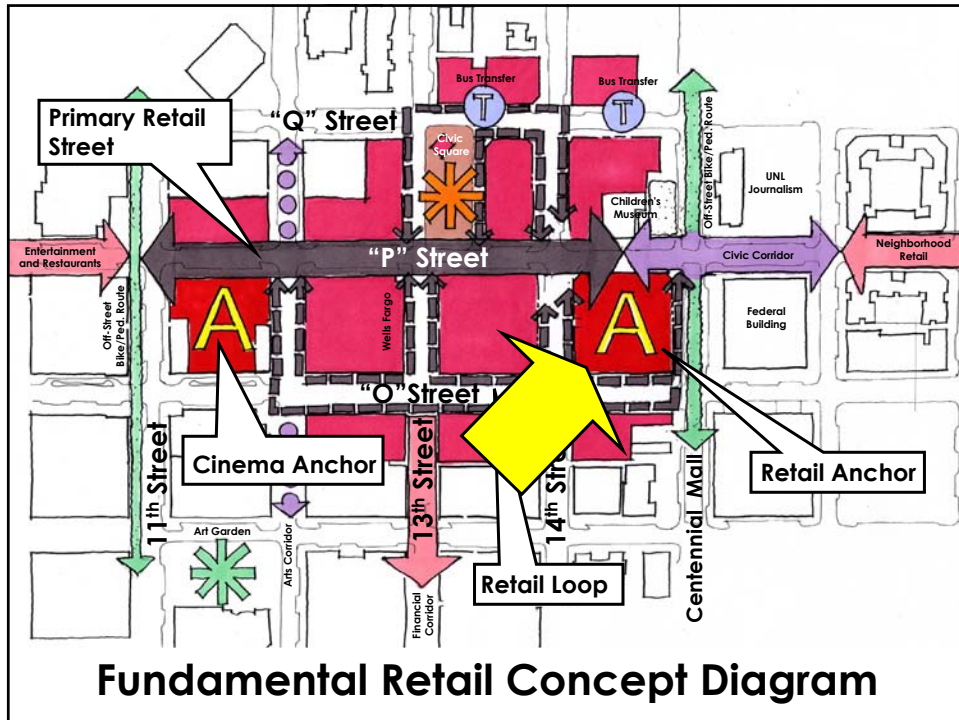 Bus Transfer
Bus Transfer
T
T
Primary Retail
Street
"Q" Street
Civic
Square
Off-Street Bike/Ped. Route
UNL
Journalism
Children's
Museum
Entertainment
and Restaurants
"P" Street
Civic Corridor
Neighborhood
Retail
Off-Street
Bike/Ped. Route
A
Wells Fargo
A
Federal
Building
"O" Street
Cinema Anchor
Retail Anchor
11th Street
13th Street
14th Street
Centennial Mall
Art Garden
Arts Corridor
Retail Loop
Financial
Corridor
Fundamental Retail Concept Diagram